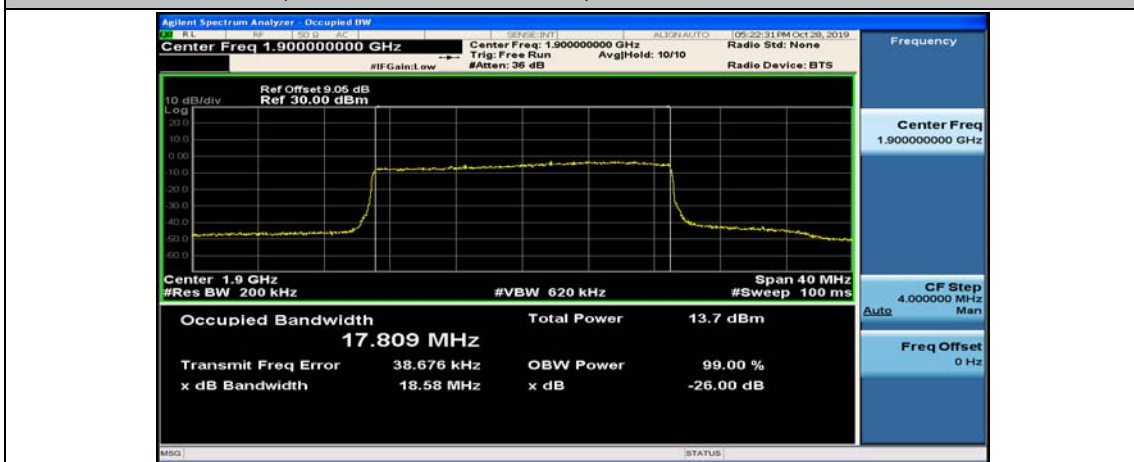 Agilent Spectrum Analyzer - Occupied BW
RL RF 50 Ω AC SENSE:INT ALIGN AUTO 05:22:31 PM Oct 28, 2019
Center Freq 1.900000000 GHz Center Freq: 1.900000000 GHz Radio Std: None
Trig: Free Run Avg|Hold: 10/10
#IFGain:Low #Atten: 36 dB Radio Device: BTS
Frequency
Ref Offset 9.05 dB
10 dB/div Ref 30.00 dBm
Log
20.0
10.0
0.00
-10.0
-20.0
-30.0
-40.0
-50.0
-60.0
Center Freq
1.900000000 GHz
Center 1.9 GHz Span 40 MHz
#Res BW 200 kHz #VBW 620 kHz #Sweep 100 ms
CF Step
4.000000 MHz
Auto Man
Freq Offset
0 Hz
Occupied Bandwidth Total Power 13.7 dBm
17.809 MHz
Transmit Freq Error 38.676 kHz OBW Power 99.00 %
x dB Bandwidth 18.58 MHz x dB -26.00 dB
MSG STATUS